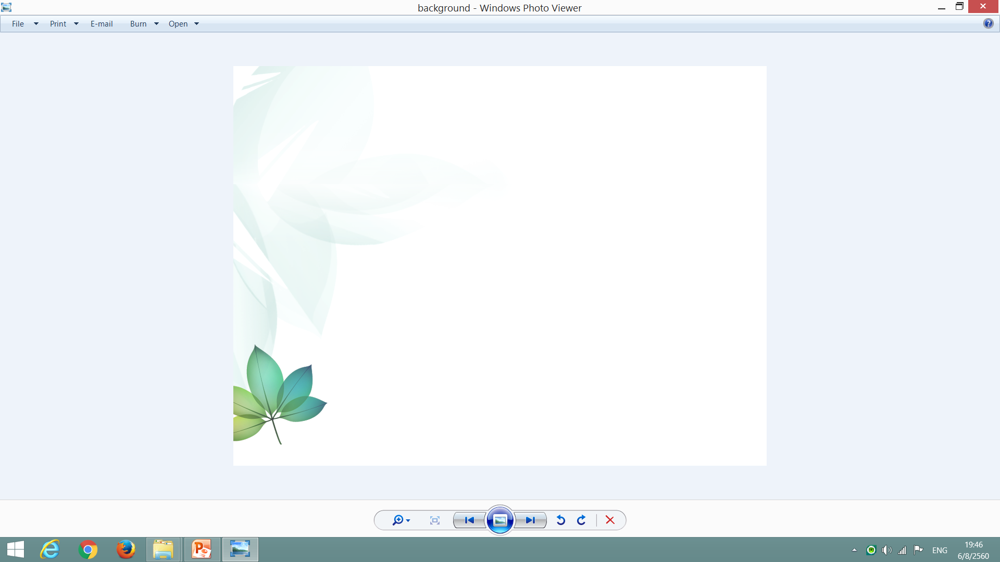 background - Windows Photo Viewer
File Print E-mail Burn Open
ENG
19:46
6/8/2560